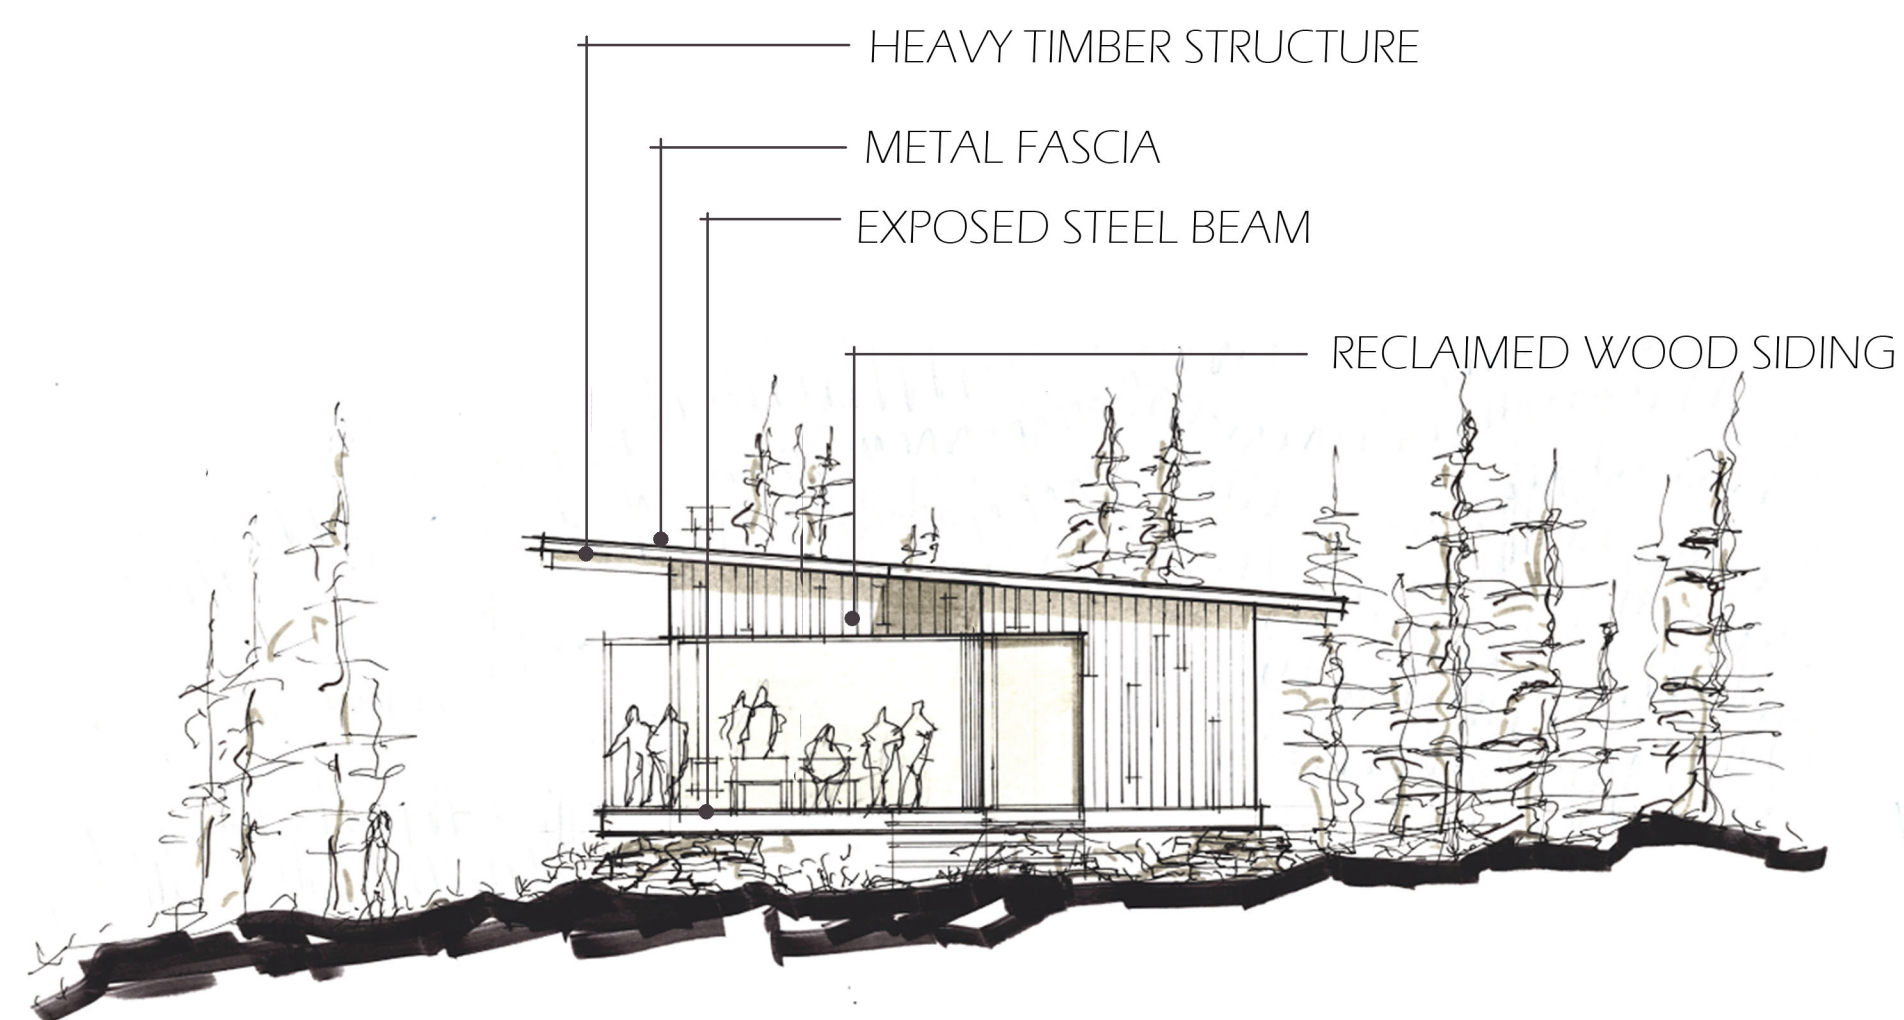 HEAVY TIMBER STRUCTURE
METAL FASCIA
EXPOSED STEEL BEAM
RECLAIMED WOOD SIDING